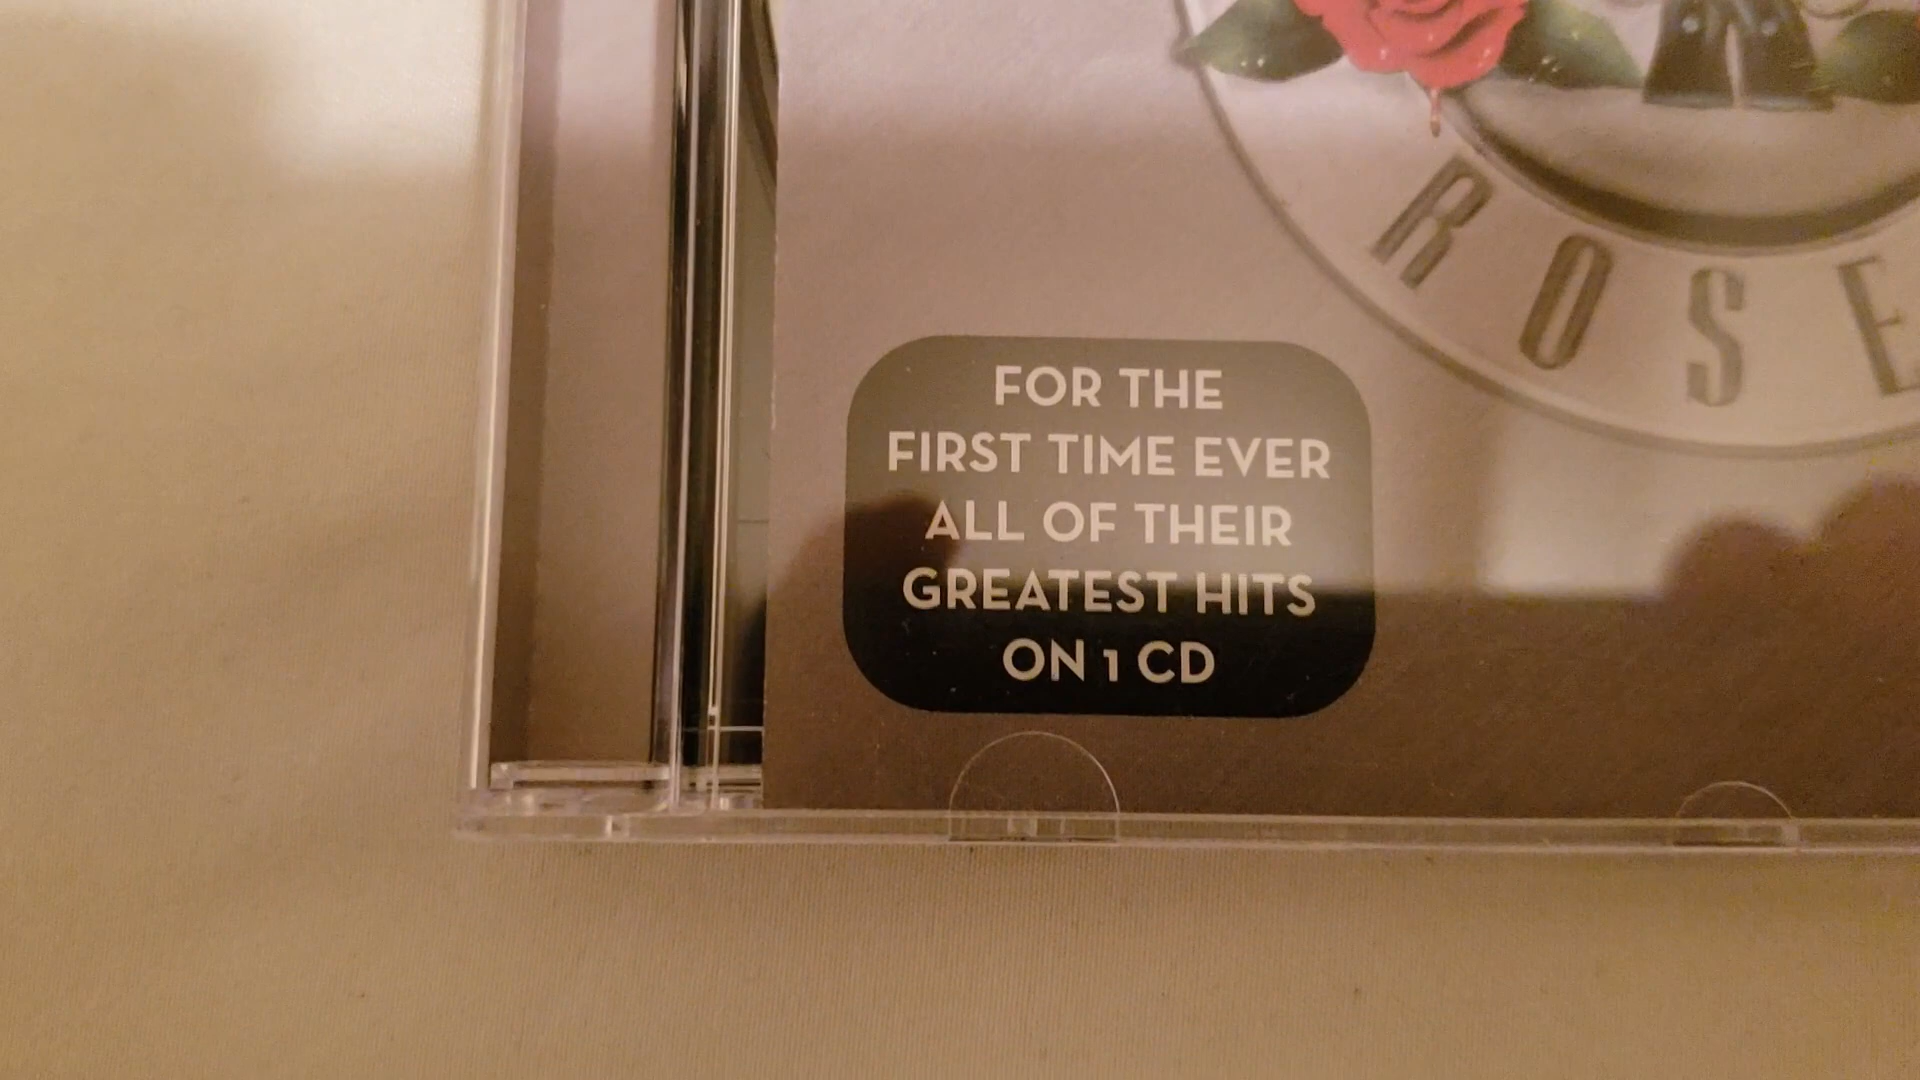 ROSE
FOR THE
FIRST TIME EVER
ALL OF THEIR
GREATEST HITS
ON 1 CD